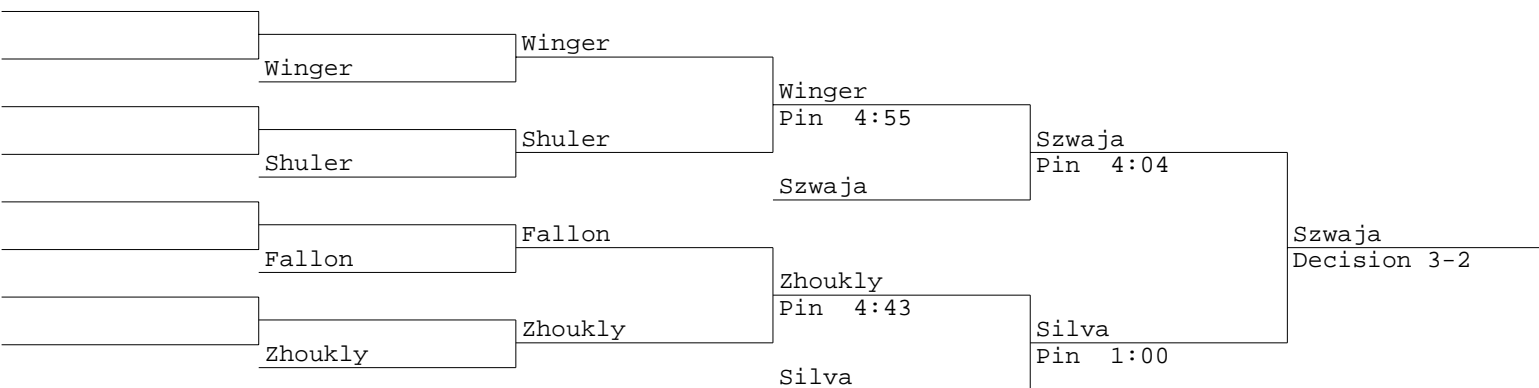 Winger
Winger
Winger
Pin 4:55
Shuler
Szwaja
Shuler
Pin 4:04
Szwaja
Fallon
Szwaja
Fallon
Decision 3-2
Zhoukly
Pin 4:43
Zhoukly
Silva
Zhoukly
Pin 1:00
Silva